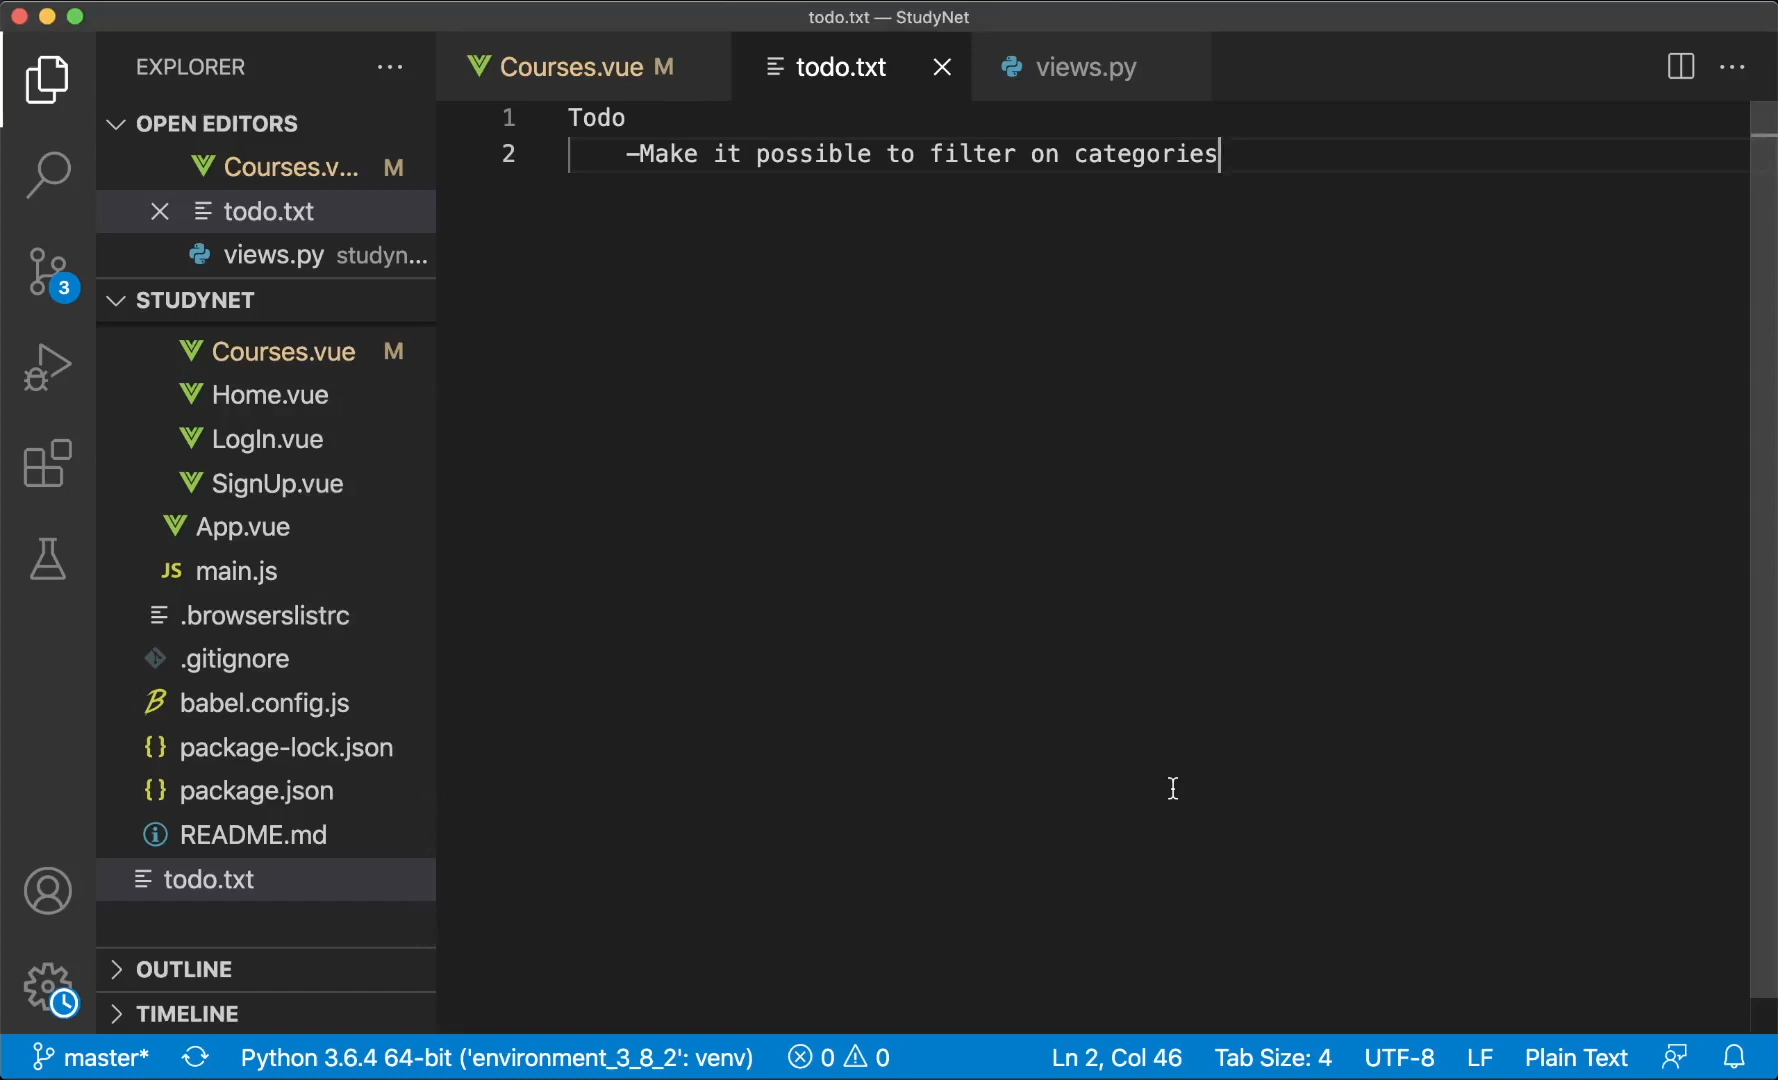 todo.txt — StudyNet
EXPLORER
Courses.vue M
todo.txt
views.py
OPEN EDITORS
Courses.v... M
todo.txt
views.py studyn...
3
STUDYNET
Courses.vue M
Home.vue
LogIn.vue
SignUp.vue
App.vue
JS main.js
.browserslistrc
.gitignore
babel.config.js
{} package-lock.json
{} package.json
README.md
todo.txt
OUTLINE
TIMELINE
1 Todo
2 -Make it possible to filter on categories
master* Python 3.6.4 64-bit ('environment_3_8_2': venv) 0 0 Ln 2, Col 46 Tab Size: 4 UTF-8 LF Plain Text